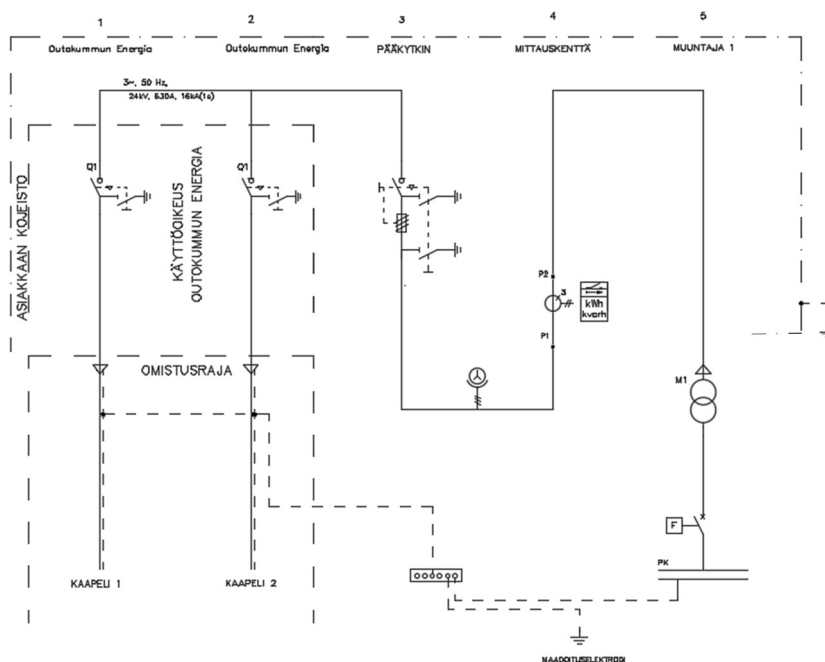 1 2 3 4 5
Outokummun Energia Outokummun Energia PÄÄKYTKIN MITTAUSKENTTÄ MUUNTAJA 1
3~, 50 Hz,
24kV, 630A, 16kA(1s)
Q1 Q1
ASIAKKAAN KOJEISTO
KÄYTTÖOIKEUS
OUTOKUMMUN ENERGIA
P2
3
kWh
kvarh
P1
OMISTUSRAJA
M1
F
PK
KAAPELI 1 KAAPELI 2
MAADOITUSELEKTRODI